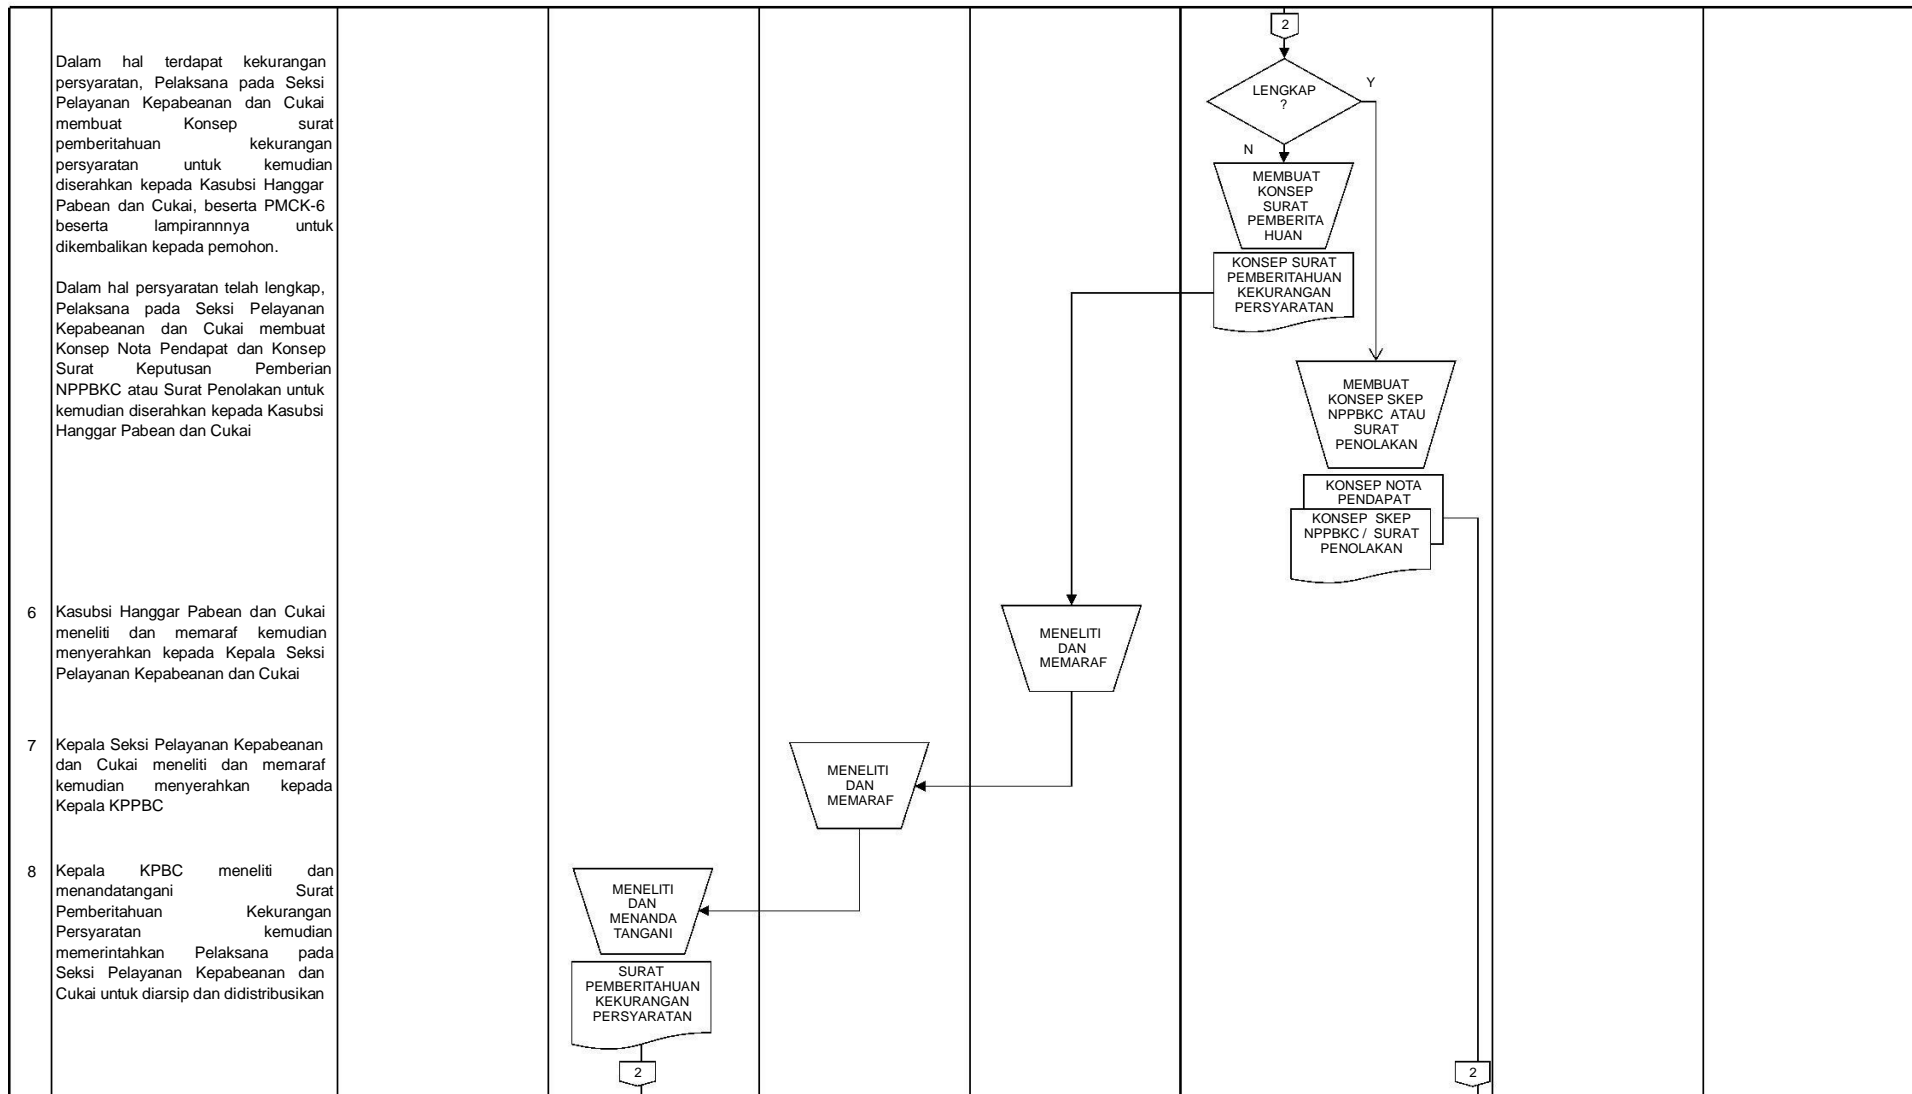 2
Dalam hal terdapat kekurangan
persyaratan, Pelaksana pada Seksi
Pelayanan Kepabeanan dan Cukai
membuat Konsep surat
pemberitahuan kekurangan
persyaratan untuk kemudian
diserahkan kepada Kasubsi Hanggar
Pabean dan Cukai, beserta PMCK-6
beserta lampirannnya untuk
dikembalikan kepada pemohon.
Dalam hal persyaratan telah lengkap,
Pelaksana pada Seksi Pelayanan
Kepabeanan dan Cukai membuat
Konsep Nota Pendapat dan Konsep
Surat Keputusan Pemberian
NPPBKC atau Surat Penolakan untuk
kemudian diserahkan kepada Kasubsi
Hanggar Pabean dan Cukai
LENGKAP
?
Y
N
MEMBUAT
KONSEP
SURAT
PEMBERITA
HUAN
KONSEP SURAT
PEMBERITAHUAN
KEKURANGAN
PERSYARATAN
MEMBUAT
KONSEP SKEP
NPPBKC ATAU
SURAT
PENOLAKAN
KONSEP NOTA
PENDAPAT
KONSEP SKEP
NPPBKC / SURAT
PENOLAKAN
6 Kasubsi Hanggar Pabean dan Cukai
meneliti dan memaraf kemudian
menyerahkan kepada Kepala Seksi
Pelayanan Kepabeanan dan Cukai
MENELITI
DAN
MEMARAF
7 Kepala Seksi Pelayanan Kepabeanan
dan Cukai meneliti dan memaraf
kemudian menyerahkan kepada
Kepala KPPBC
MENELITI
DAN
MEMARAF
8 Kepala KPBC meneliti dan
menandatangani Surat
Pemberitahuan Kekurangan
Persyaratan kemudian
memerintahkan Pelaksana pada
Seksi Pelayanan Kepabeanan dan
Cukai untuk diarsip dan didistribusikan
MENELITI
DAN
MENANDA
TANGANI
SURAT
PEMBERITAHUAN
KEKURANGAN
PERSYARATAN
2
2